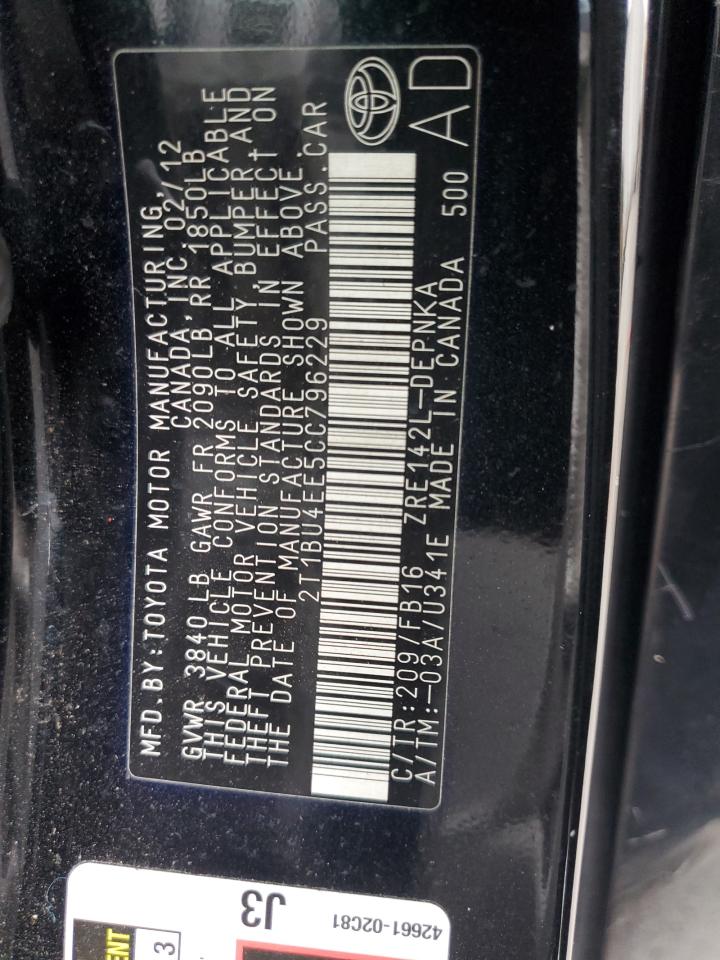 MFD.BY:TOYOTA MOTOR MANUFACTURING,
CANADA,INC.02/12
GVWR 3840 LB GAWR FR 2090LB,RR 1850LB
THIS VEHICLE CONFORMS TO ALL APPLICABLE
FEDERAL MOTOR VEHICLE SAFETY,BUMPER,AND
THEFT PREVENTION STANDARDS IN EFFECT ON
THE DATE OF MANUFACTURE SHOWN ABOVE.
2T1BU4EE5CC796229 PASS.CAR
C/TR:209/FB16 ZRE142L-DEPNKA
A/TM:-03A/U341E MADE IN CANADA 500
AD
J3
42661-02C81
3